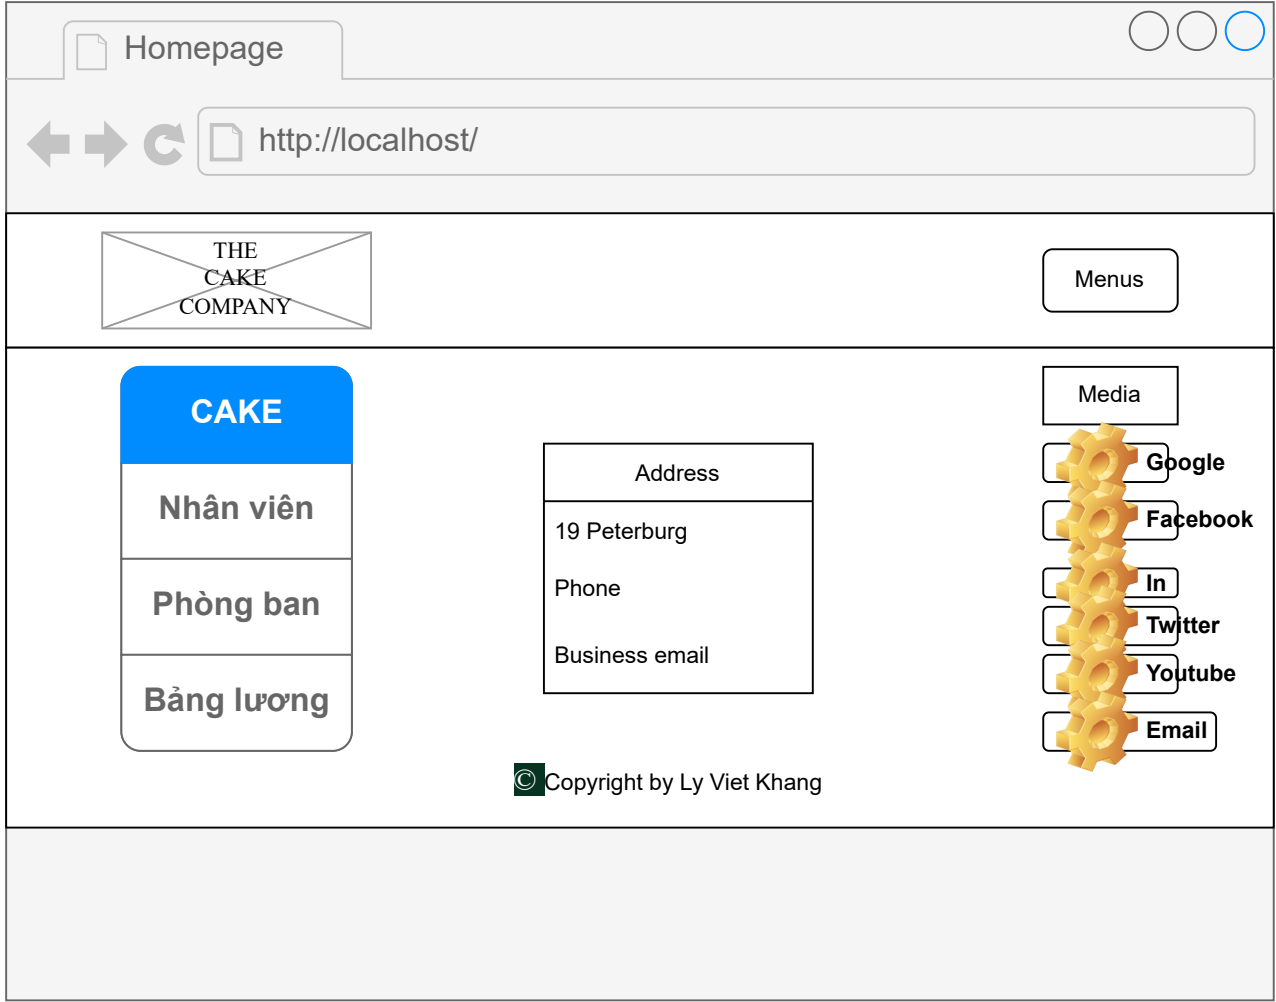 Homepage
http://localhost/
THE
CAKE
COMPANY
Menus
CAKE
Nhân viên
Phòng ban
Bảng lương
Address
19 Peterburg
Phone
Business email
Media
Google
Facebook
In
Twitter
Youtube
Email
© Copyright by Ly Viet Khang